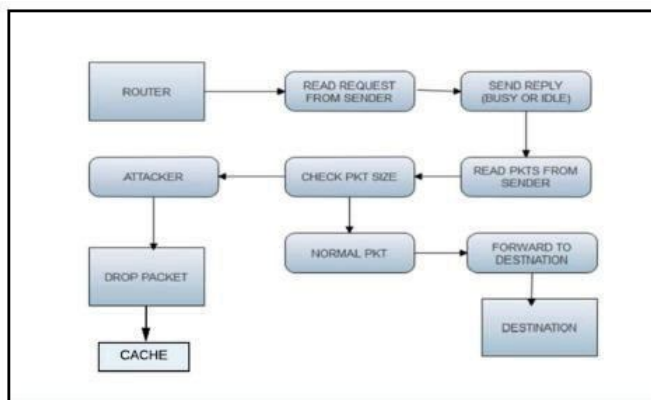 ROUTER
READ REQUEST
FROM SENDER
SEND REPLY
(BUSY OR IDLE)
ATTACKER
CHECK PKT SIZE
READ PKTS FROM
SENDER
NORMAL PKT
FORWARD TO
DESTNATION
DROP PACKET
DESTINATION
CACHE